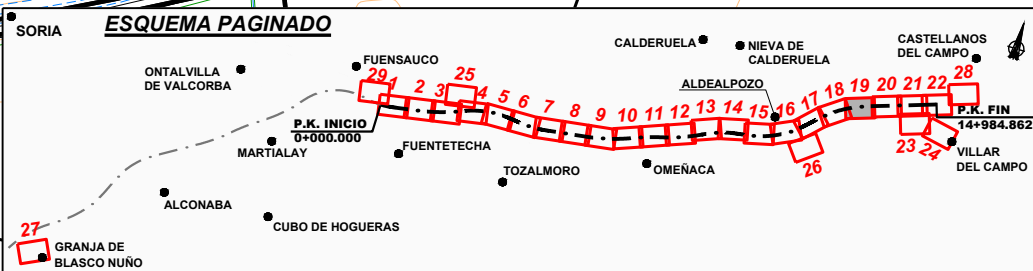 ESQUEMA PAGINADO
SORIA
ONTALVILLA
DE VALCORBA
FUENSAUCO
CALDERUELA
NIEVA DE
CALDERUELA
CASTELLANOS
DEL CAMPO
ALDEALPOZO
29 1 2 3 25 4 5 6 7 8 9 10 11 12 13 14 15 16 17 18 19 20 21 22 28
P.K. INICIO
0+000.000
P.K. FIN
14+984.862
MARTIALAY
FUENTETECHA
TOZALMORO
OMEÑACA
26
23 24
VILLAR
DEL CAMPO
ALCONABA
CUBO DE HOGUERAS
27
GRANJA DE
BLASCO NUÑO